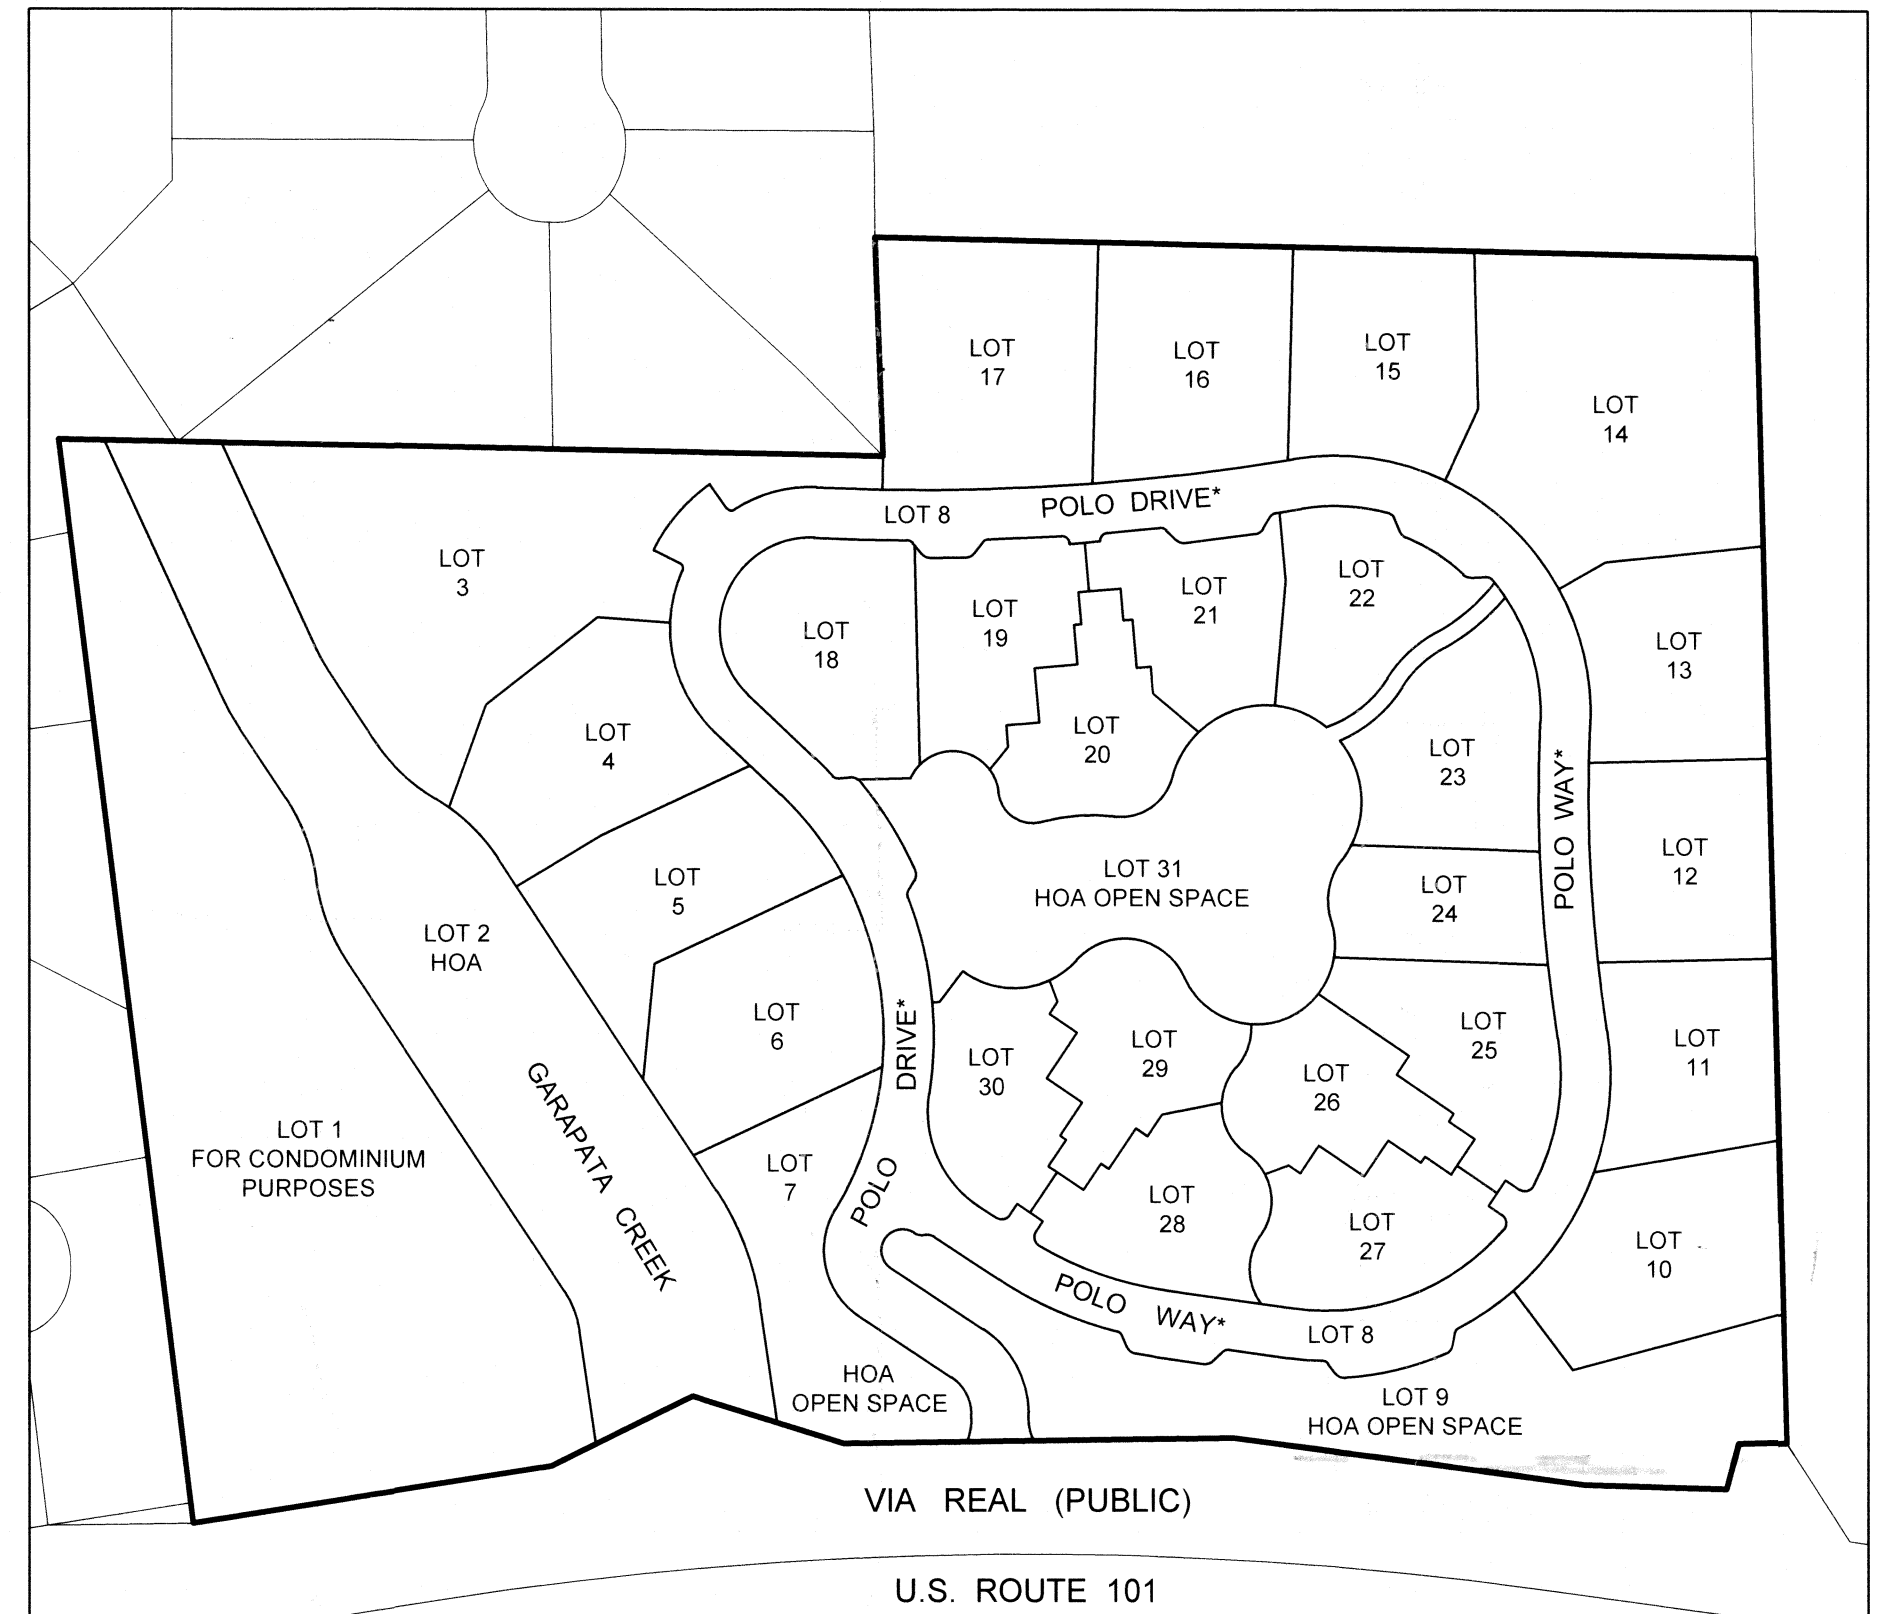 LOT
17
LOT
16
LOT
15
LOT
14
LOT 8
POLO DRIVE*
LOT
3
LOT
18
LOT
19
LOT
21
LOT
22
LOT
13
LOT
4
LOT
20
LOT
23
POLO WAY*
LOT
12
LOT
5
LOT 31
HOA OPEN SPACE
LOT
24
LOT 2
HOA
LOT
6
DRIVE*
POLO
LOT
30
LOT
29
LOT
25
LOT
11
LOT
26
GARAPATA CREEK
LOT 1
FOR CONDOMINIUM
PURPOSES
LOT
7
LOT
28
LOT
27
LOT
10
POLO WAY*
LOT 8
HOA
OPEN SPACE
LOT 9
HOA OPEN SPACE
VIA REAL (PUBLIC)
U.S. ROUTE 101